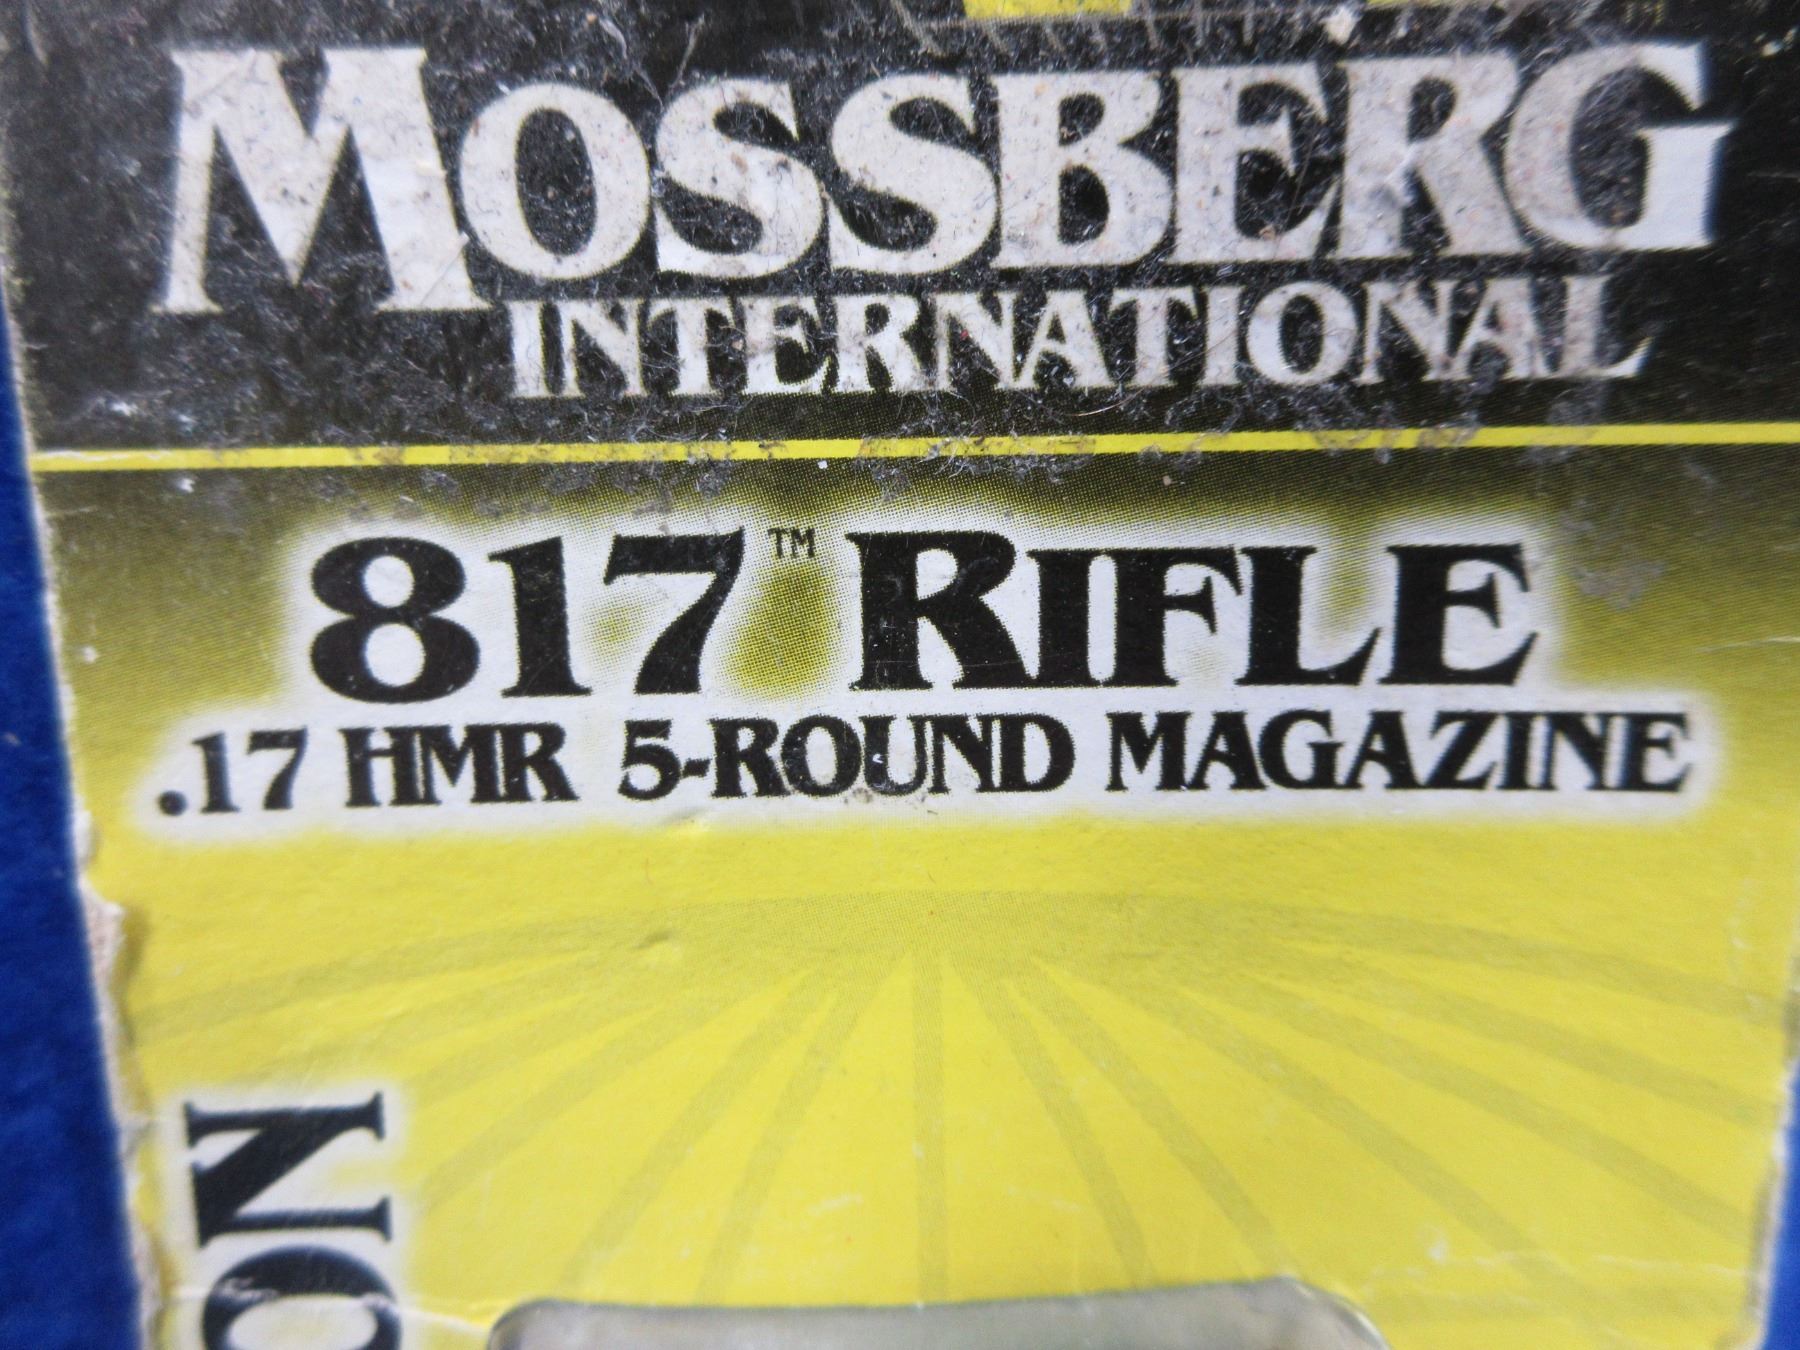 MOSSBERG
INTERNATIONAL
817™ RIFLE
.17 HMR 5-ROUND MAGAZINE